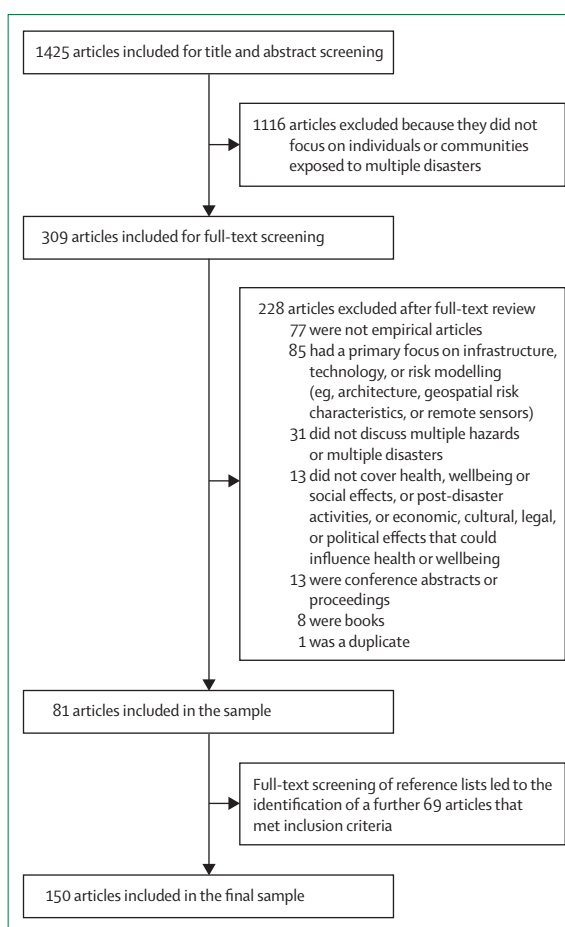 1425 articles included for title and abstract screening
1116 articles excluded because they did not
focus on individuals or communities
exposed to multiple disasters
309 articles included for full-text screening
228 articles excluded after full-text review
77 were not empirical articles
85 had a primary focus on infrastructure,
technology, or risk modelling
(eg, architecture, geospatial risk
characteristics, or remote sensors)
31 did not discuss multiple hazards
or multiple disasters
13 did not cover health, wellbeing or
social effects, or post-disaster
activities, or economic, cultural, legal,
or political effects that could
influence health or wellbeing
13 were conference abstracts or
proceedings
8 were books
1 was a duplicate
81 articles included in the sample
Full-text screening of reference lists led to the
identification of a further 69 articles that
met inclusion criteria
150 articles included in the final sample